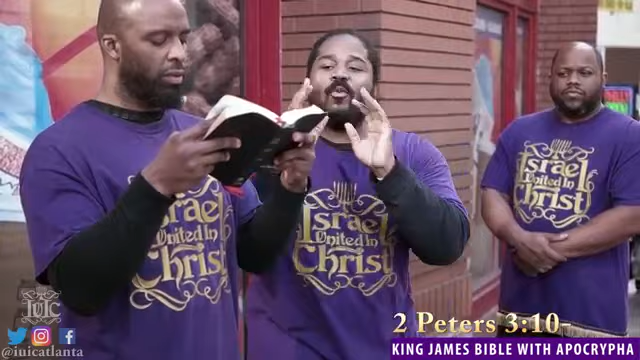 Israel
United In
Christ
Israel
United In
Christ
Israel
United In
Christ
IUIC
@iuicatlanta
2 Peters 3:10
KING JAMES BIBLE WITH APOCRYPHA